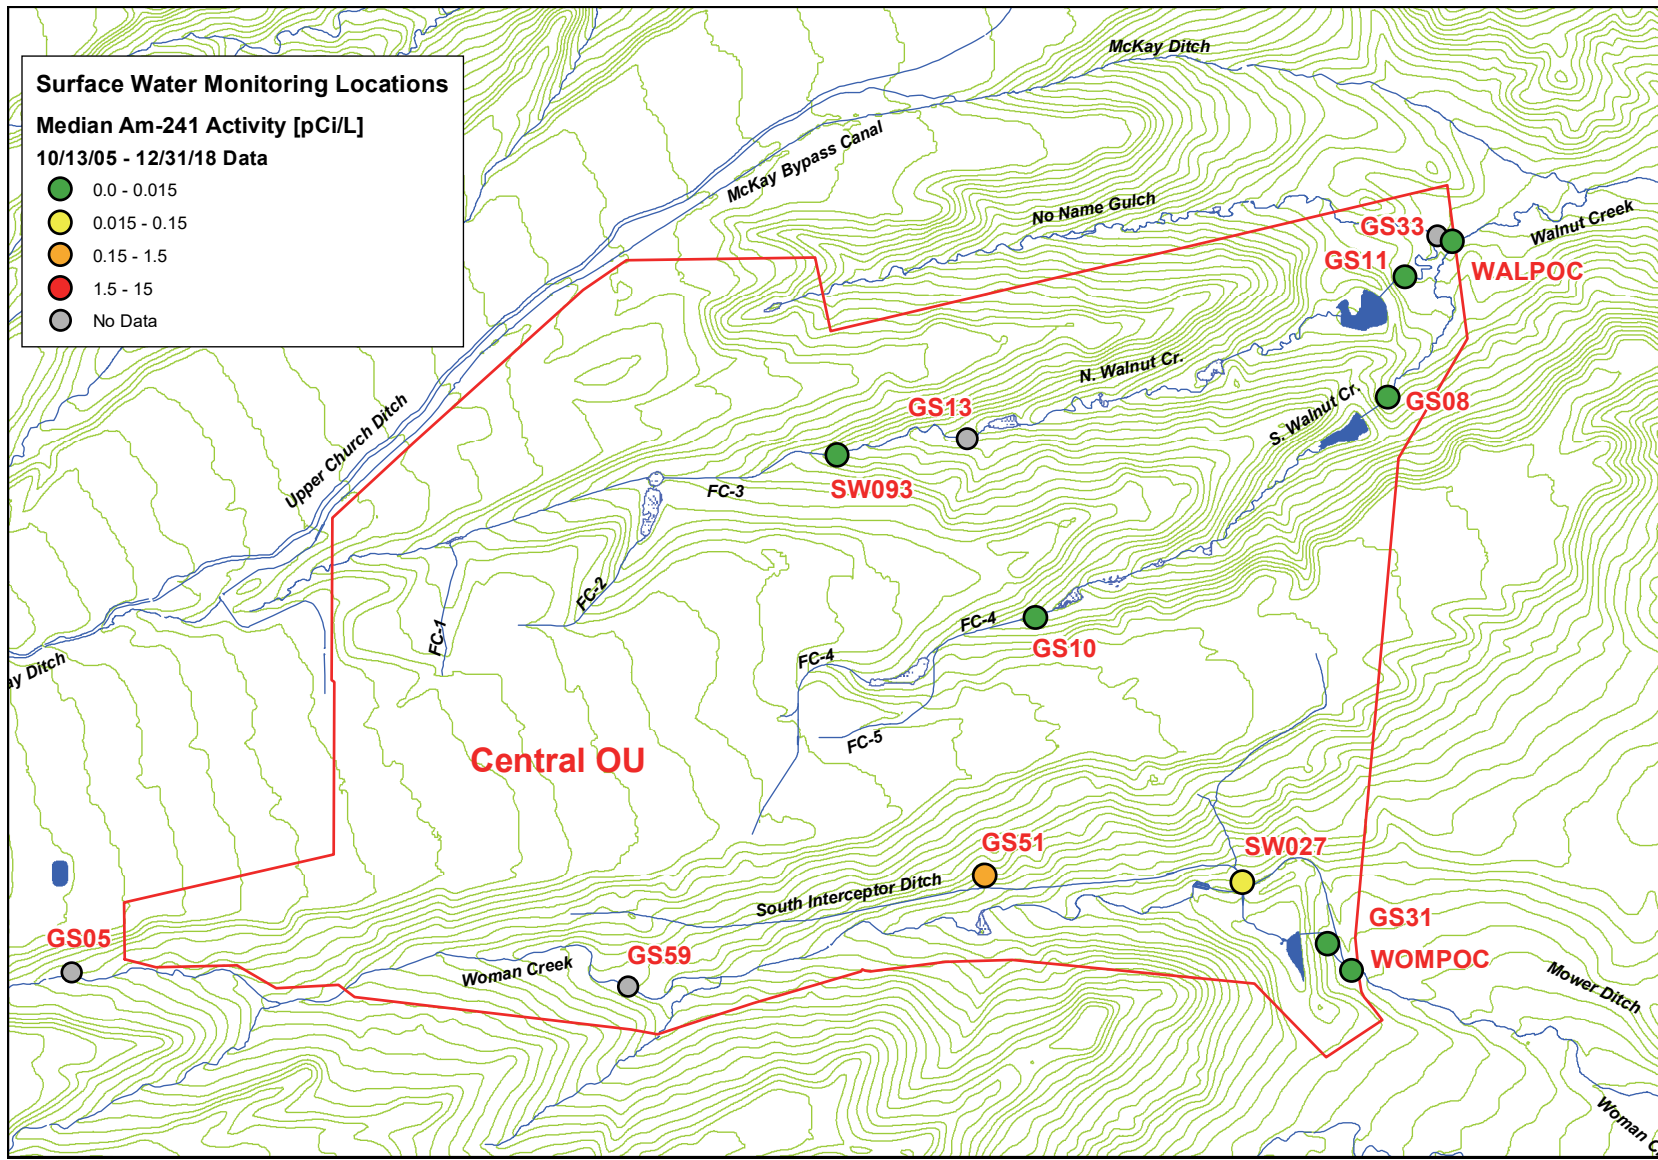 Surface Water Monitoring Locations
Median Am-241 Activity [pCi/L]
10/13/05 - 12/31/18 Data
0.0 - 0.015
0.015 - 0.15
0.15 - 1.5
1.5 - 15
No Data
McKay Ditch
McKay Bypass Canal
No Name Gulch
Walnut Creek
GS33
WALPOC
GS11
N. Walnut Cr.
GS13
S. Walnut Cr.
GS08
Upper Church Ditch
SW093
FC-3
FC-2
FC-1
FC-4
GS10
FC-4
ay Ditch
FC-5
Central OU
GS51
SW027
South Interceptor Ditch
GS31
GS05
GS59
WOMPOC
Woman Creek
Mower Ditch
Woman C